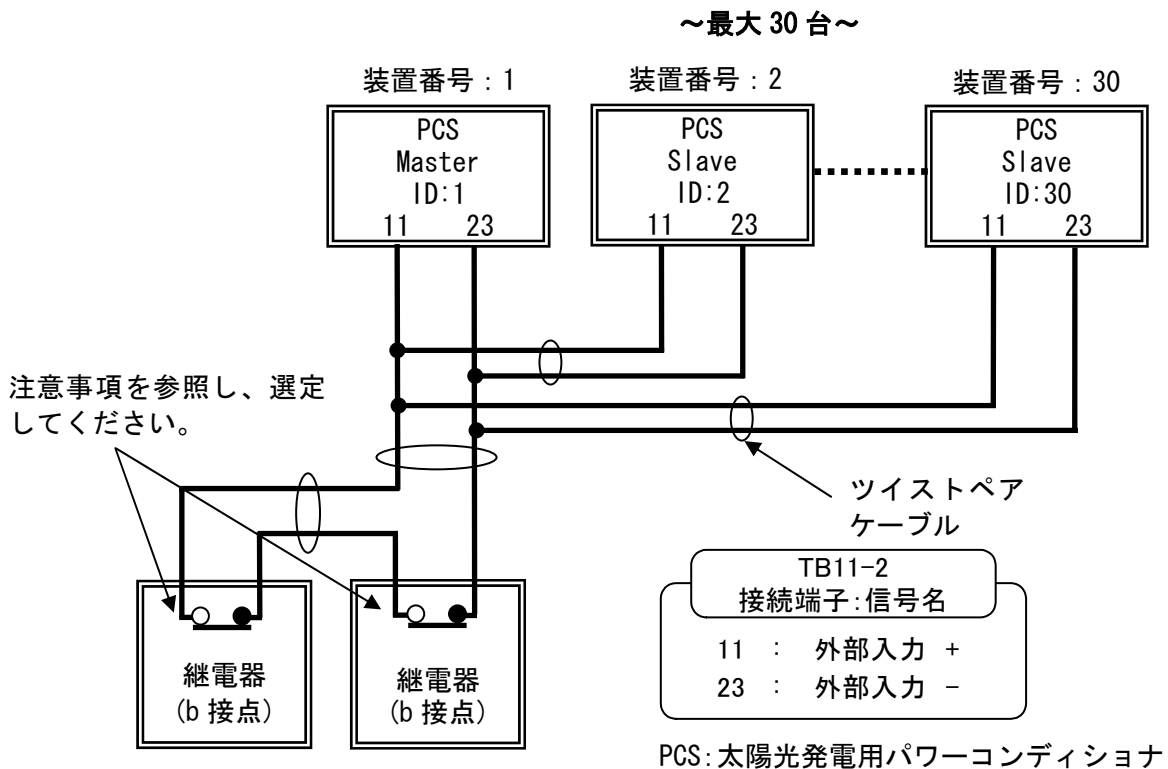 ～最大 30 台～
装置番号：1
装置番号：2
装置番号：30
PCS
Master
ID:1
11 23
PCS
Slave
ID:2
11 23
PCS
Slave
ID:30
11 23
注意事項を参照し、選定
してください。
ツイストペア
ケーブル
継電器
(b 接点)
継電器
(b 接点)
TB11-2
接続端子:信号名
11 : 外部入力 +
23 : 外部入力 −
PCS:太陽光発電用パワーコンディショナ